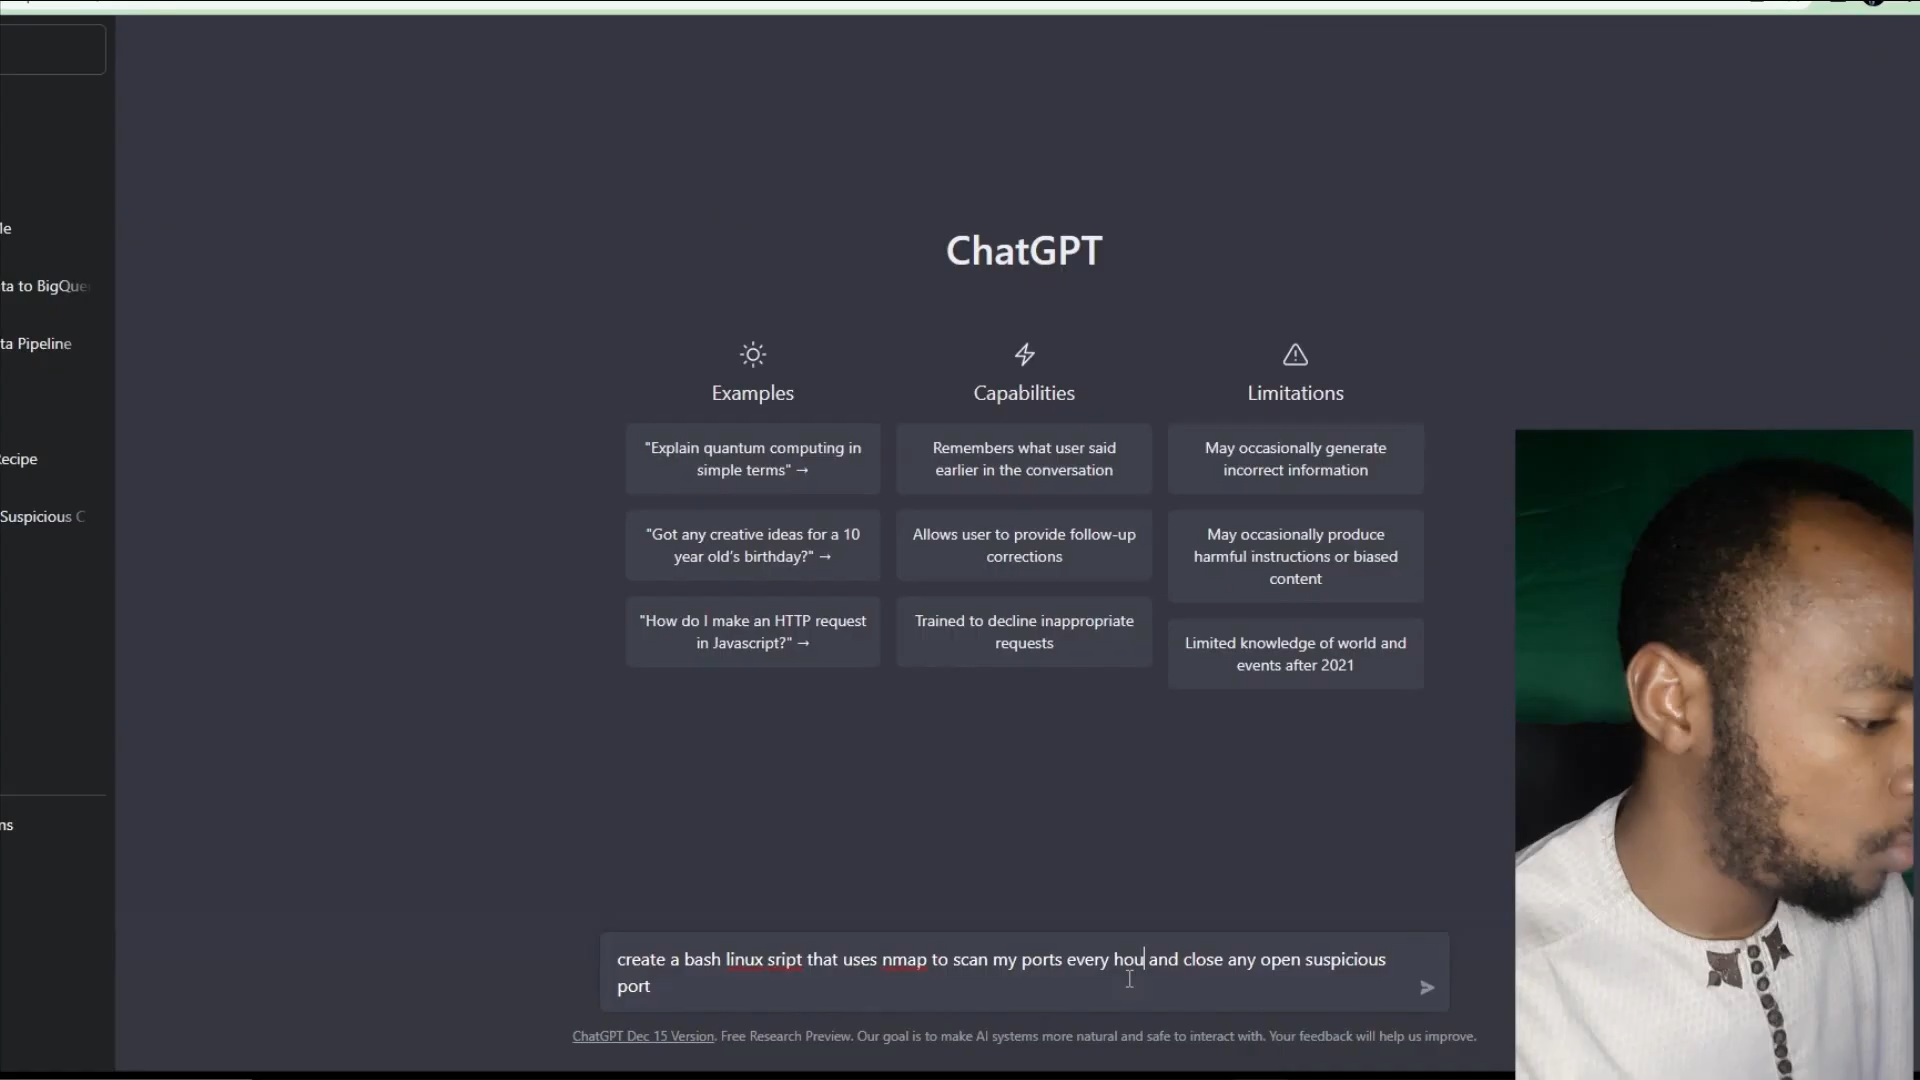 le
ta to BigQue
ta Pipeline
ecipe
Suspicious C
ns
ChatGPT
Examples
"Explain quantum computing in
simple terms" →
"Got any creative ideas for a 10
year old's birthday?" →
"How do I make an HTTP request
in Javascript?" →
Capabilities
Remembers what user said
earlier in the conversation
Allows user to provide follow-up
corrections
Trained to decline inappropriate
requests
Limitations
May occasionally generate
incorrect information
May occasionally produce
harmful instructions or biased
content
Limited knowledge of world and
events after 2021
create a bash linux sript that uses nmap to scan my ports every hou and close any open suspicious
port
ChatGPT Dec 15 Version. Free Research Preview. Our goal is to make AI systems more natural and safe to interact with. Your feedback will help us improve.